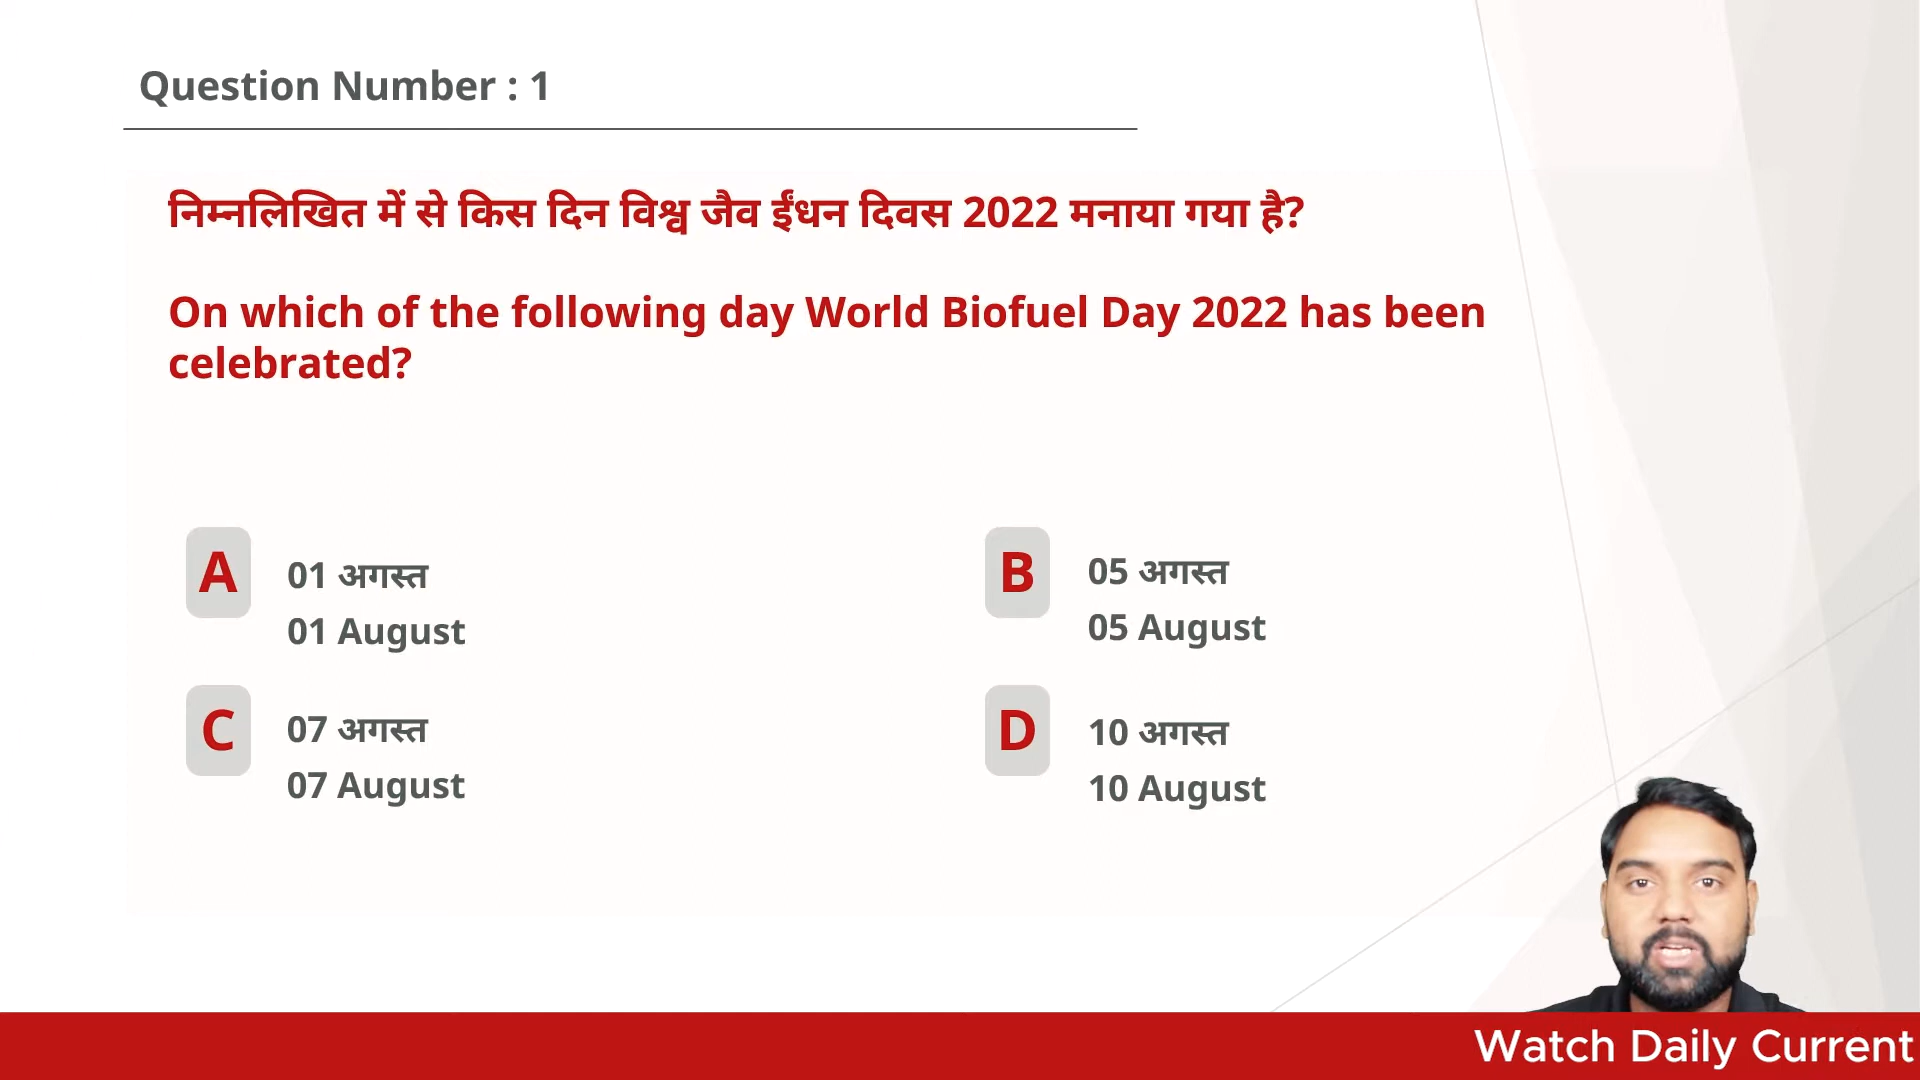 Question Number : 1
निम्नलिखित में से किस दिन विश्व जैव ईंधन दिवस 2022 मनाया गया है?
On which of the following day World Biofuel Day 2022 has been
celebrated?
A
01 अगस्त
01 August
B
05 अगस्त
05 August
C
07 अगस्त
07 August
D
10 अगस्त
10 August
Watch Daily Current